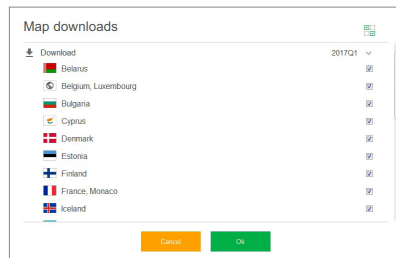 Map downloads
Download 2017Q1
Belarus
Belgium, Luxembourg
Bulgaria
Cyprus
Denmark
Estonia
Finland
France, Monaco
Iceland
Cancel Ok